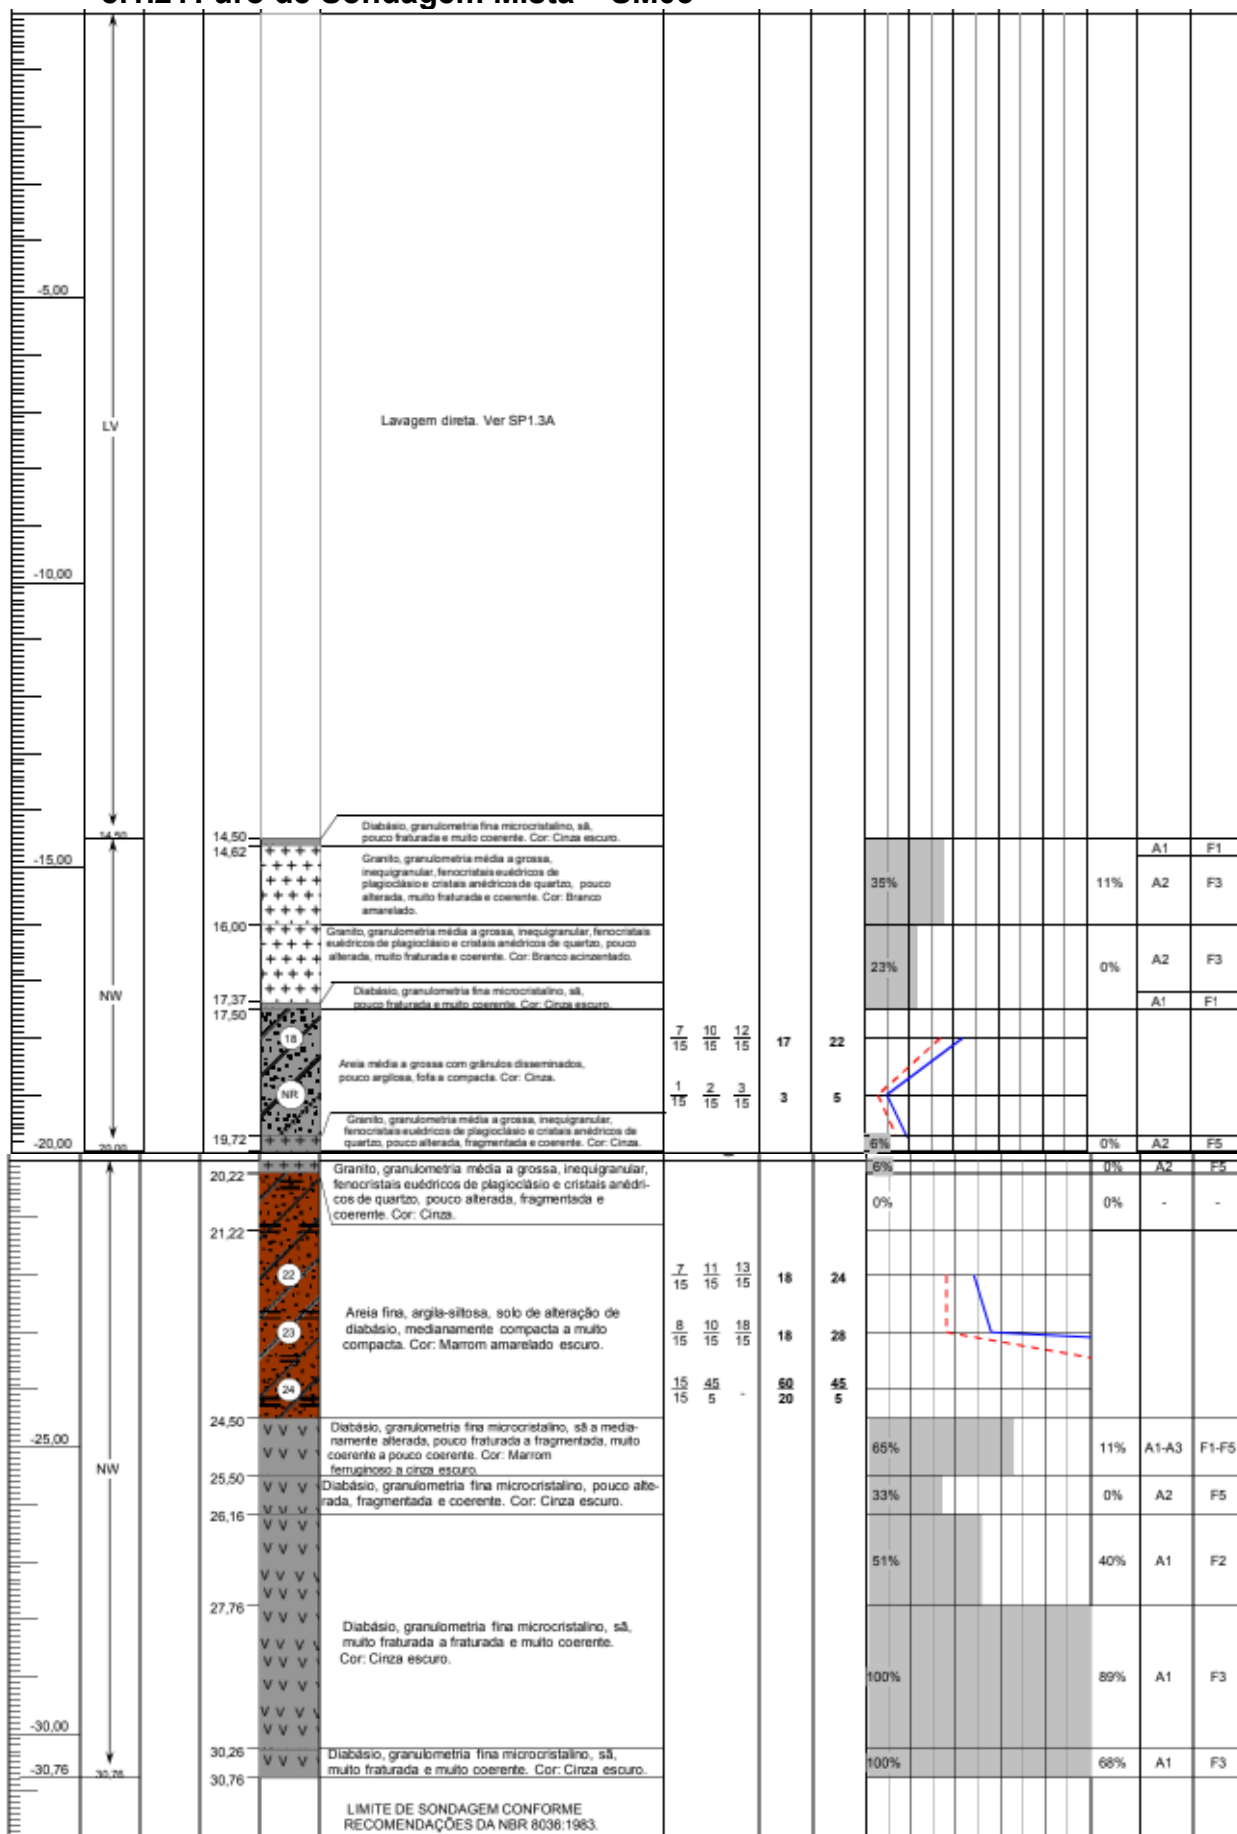 -5,00
LV
Lavagem direta. Ver SP1.3A
-10,00
14,50
14,50
Diabásio, granulometria fina microcristalino, sã,
pouco fraturada e muito coerente. Cor: Cinza escuro.
14,62
A1 F1
-15,00
Granito, granulometria média a grossa,
inequigranular, fenocristais euédricos de
plagioclásio e cristais anédricos de quartzo, pouco
alterada, muito fraturada e coerente. Cor: Branco
amarelado.
35% 11% A2 F3
16,00
Granito, granulometria média a grossa, inequigranular, fenocristais
euédricos de plagioclásio e cristais anédricos de quartzo, pouco
alterada, muito fraturada e coerente. Cor: Branco acinzentado.
23% 0% A2 F3
NW
17,37
Diabásio, granulometria fina microcristalino, sã,
pouco fraturada e muito coerente. Cor: Cinza escuro.
A1 F1
17,50
18
7 10 12
15 15 15
17 22
Areia média a grossa com grânulos disseminados,
pouco argilosa, fofa a compacta. Cor: Cinza.
NR
1 2 3
15 15 15
3 5
Granito, granulometria média a grossa, inequigranular,
fenocristais euédricos de plagioclásio e cristais anédricos de
quartzo, pouco alterada, fragmentada e coerente. Cor: Cinza.
19,72
-20,00
20,00
6% 0% A2 F5
6% 0% A2 F5
20,22
Granito, granulometria média a grossa, inequigranular,
fenocristais euédricos de plagioclásio e cristais anédri-
cos de quartzo, pouco alterada, fragmentada e
coerente. Cor: Cinza.
0% 0% - -
21,22
22
7 11 13
15 15 15
18 24
Areia fina, argila-siltosa, solo de alteração de
diabásio, medianamente compacta a muito
compacta. Cor: Marrom amarelado escuro.
23
8 10 18
15 15 15
18 28
24
15 45 -
15 5
60 45
20 5
24,50
-25,00
Diabásio, granulometria fina microcristalino, sã a media-
namente alterada, pouco fraturada a fragmentada, muito
coerente a pouco coerente. Cor: Marrom
ferruginoso a cinza escuro.
65% 11% A1-A3 F1-F5
NW
25,50
Diabásio, granulometria fina microcristalino, pouco alte-
rada, fragmentada e coerente. Cor: Cinza escuro.
33% 0% A2 F5
26,16
51% 40% A1 F2
27,76
Diabásio, granulometria fina microcristalino, sã,
muito fraturada a fraturada e muito coerente.
Cor: Cinza escuro.
100% 89% A1 F3
-30,00
30,26
Diabásio, granulometria fina microcristalino, sã,
muito fraturada e muito coerente. Cor: Cinza escuro.
100% 68% A1 F3
-30,76
30,76
30,76
LIMITE DE SONDAGEM CONFORME
RECOMENDAÇÕES DA NBR 8036:1983.